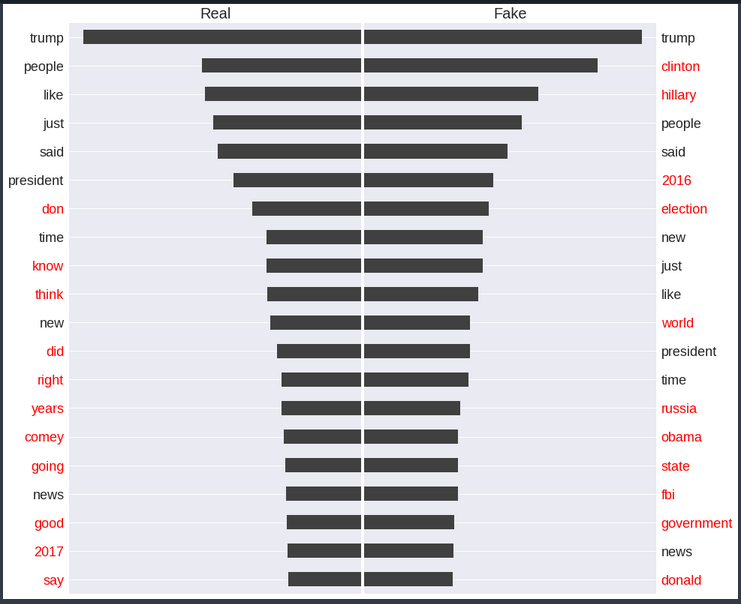 Real Fake
trump trump
people clinton
like hillary
just people
said said
president 2016
don election
time new
know just
think like
new world
did president
right time
years russia
comey obama
going state
news fbi
good government
2017 news
say donald